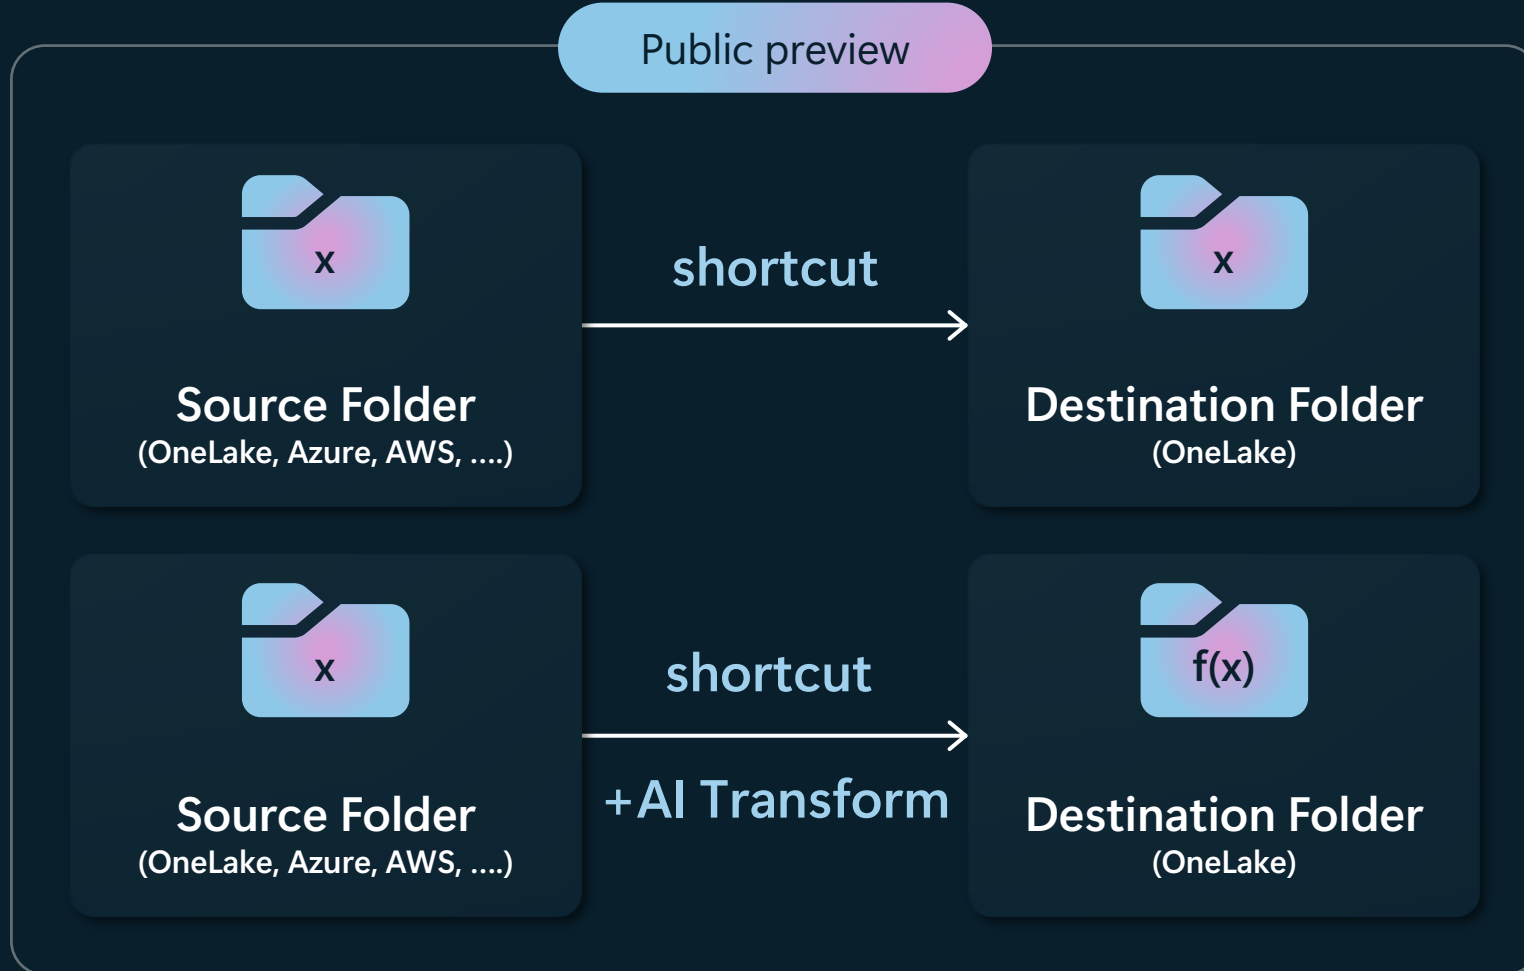 Public preview
x
shortcut
x
Source Folder
(OneLake, Azure, AWS, ....)
Destination Folder
(OneLake)
x
shortcut
+AI Transform
f(x)
Source Folder
(OneLake, Azure, AWS, ....)
Destination Folder
(OneLake)